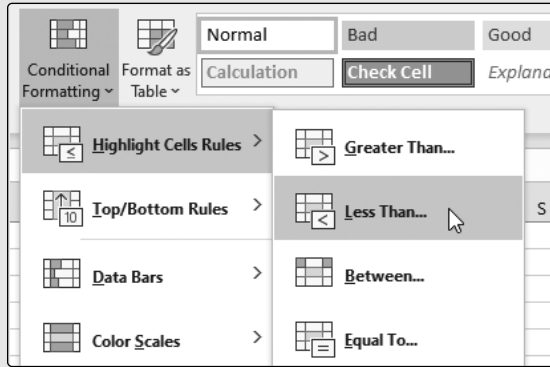 Conditional
Formatting
Format as
Table
Normal
Bad
Good
Calculation
Check Cell
≤
Highlight Cells Rules
10
Top/Bottom Rules
Data Bars
Color Scales
>
Greater Than...
<
Less Than...
Between...
=
Equal To...
S